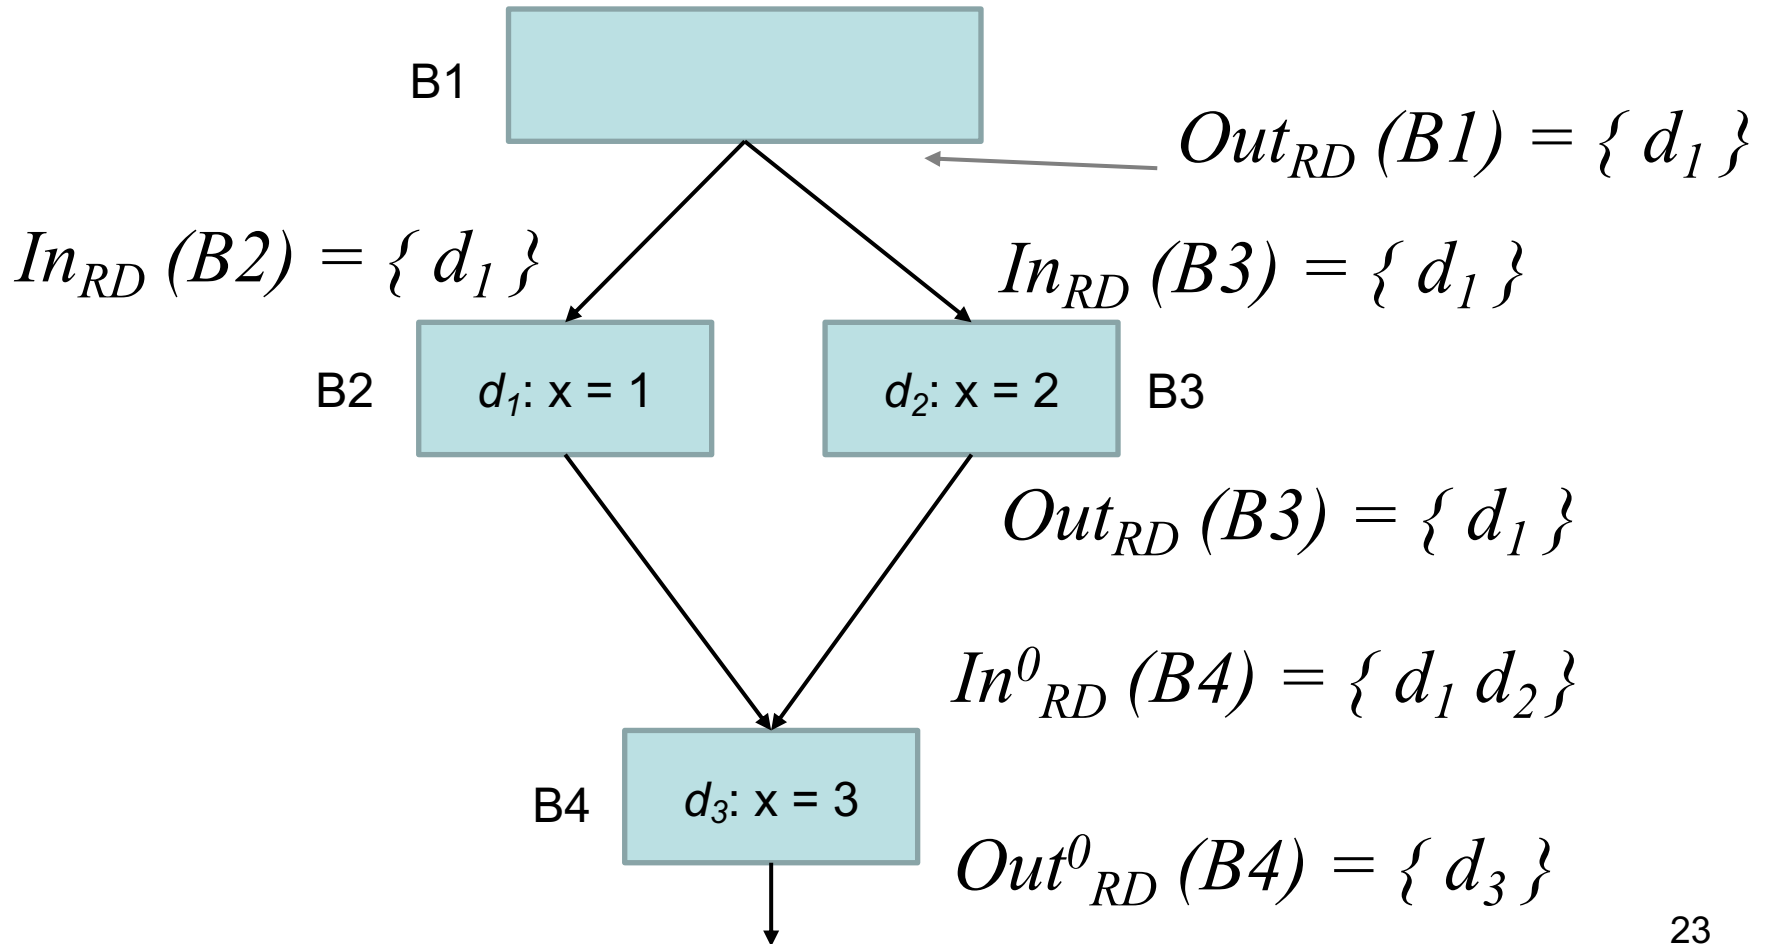 B1
Out_RD (B1) = { d_1 }
In_RD (B2) = { d_1 }
In_RD (B3) = { d_1 }
B2
d_1: x = 1
d_2: x = 2
B3
Out_RD (B3) = { d_1 }
In^0_RD (B4) = { d_1 d_2 }
B4
d_3: x = 3
Out^0_RD (B4) = { d_3 }
23